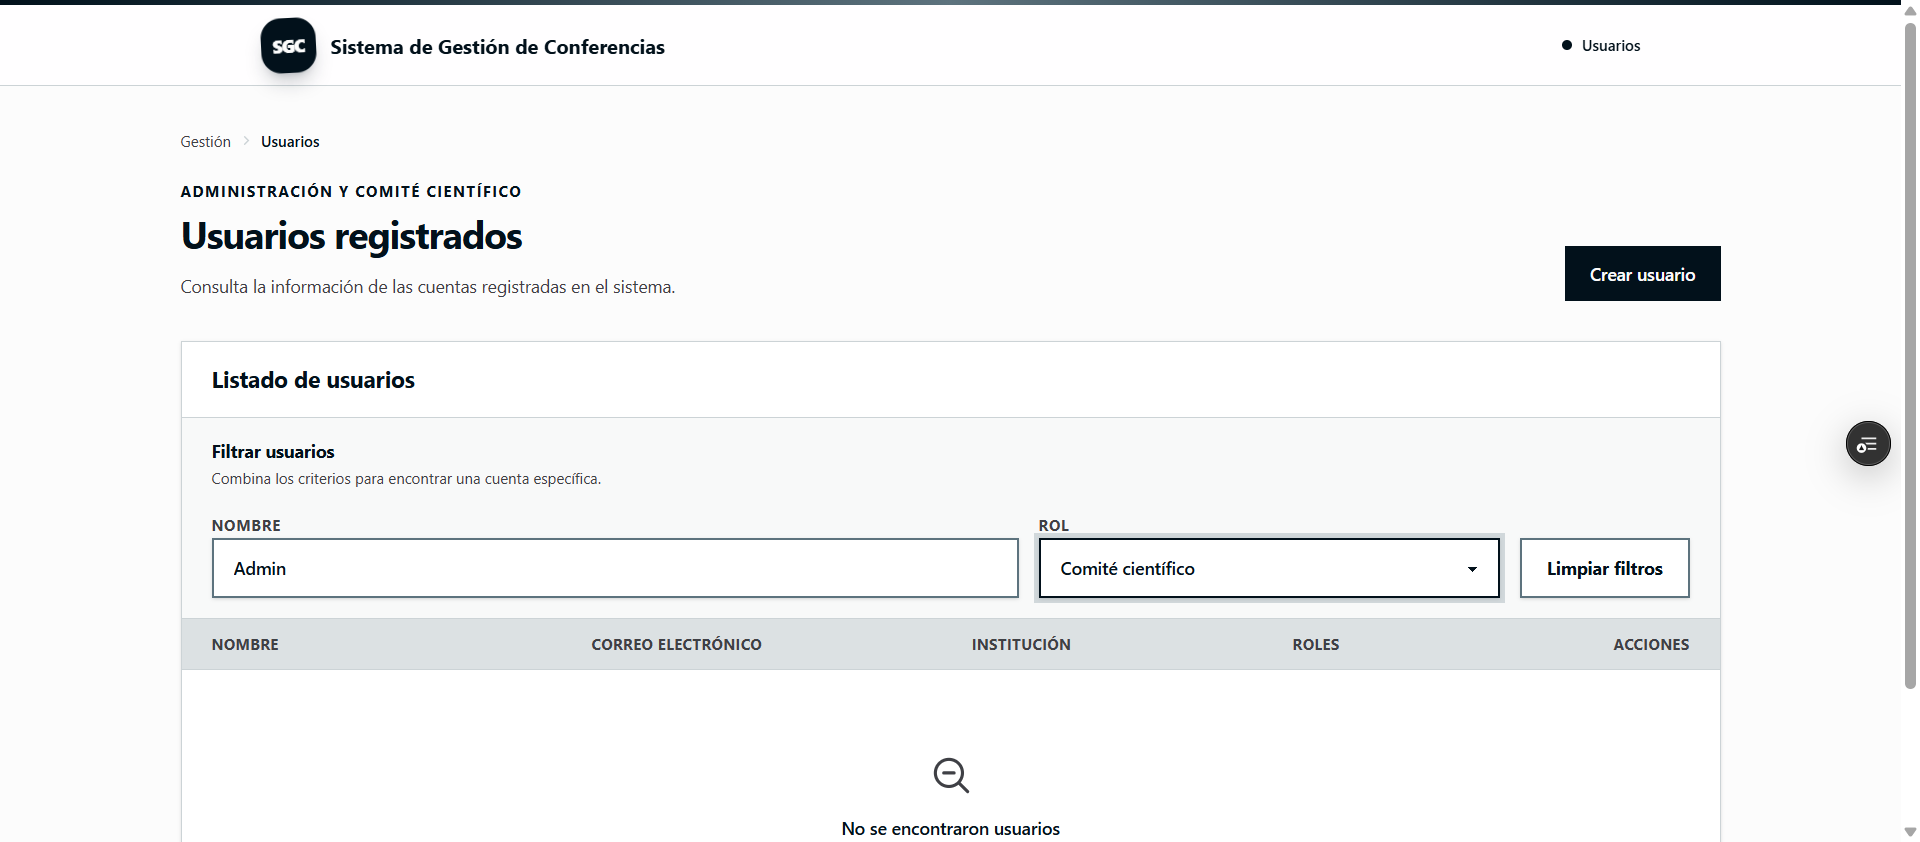 SGC
Sistema de Gestión de Conferencias
Usuarios
Gestión
Usuarios
ADMINISTRACIÓN Y COMITÉ CIENTÍFICO
Usuarios registrados
Consulta la información de las cuentas registradas en el sistema.
Crear usuario
Listado de usuarios
Filtrar usuarios
Combina los criterios para encontrar una cuenta específica.
NOMBRE
ROL
Admin
Comité científico
Limpiar filtros
NOMBRE CORREO ELECTRÓNICO INSTITUCIÓN ROLES ACCIONES
No se encontraron usuarios